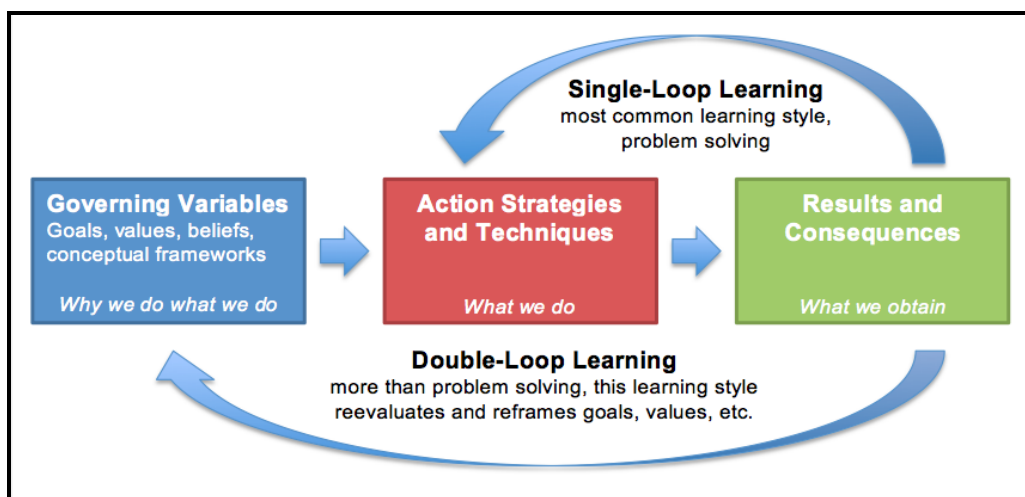 Single-Loop Learning
most common learning style,
problem solving
Governing Variables
Goals, values, beliefs,
conceptual frameworks
Why we do what we do
Action Strategies
and Techniques
What we do
Results and
Consequences
What we obtain
Double-Loop Learning
more than problem solving, this learning style
reevaluates and reframes goals, values, etc.